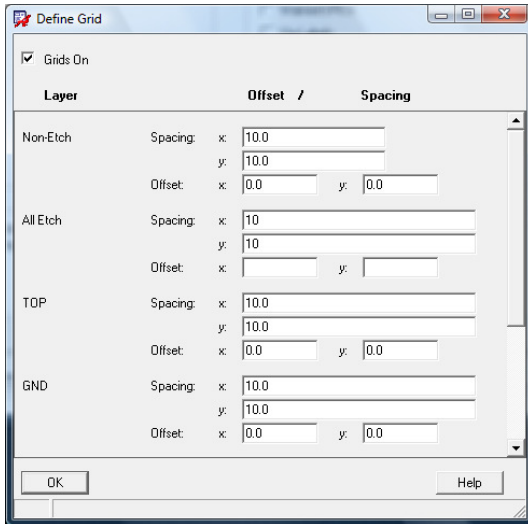 Define Grid
Grids On
Layer Offset / Spacing
Non-Etch Spacing: x: 10.0
y: 10.0
Offset: x: 0.0 y: 0.0
All Etch Spacing: x: 10
y: 10
Offset: x: y:
TOP Spacing: x: 10.0
y: 10.0
Offset: x: 0.0 y: 0.0
GND Spacing: x: 10.0
y: 10.0
Offset: x: 0.0 y: 0.0
OK Help